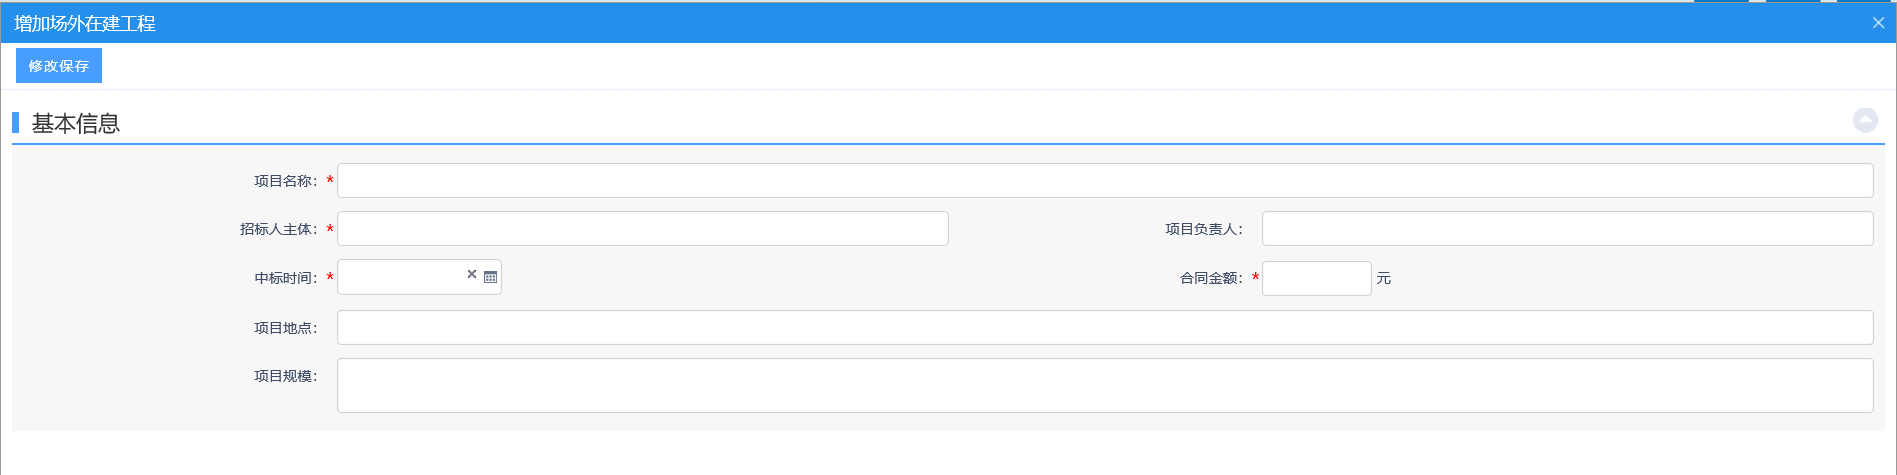 增加场外在建工程
修改保存
基本信息
项目名称：*
招标人主体：* 项目负责人：
中标时间：* 合同金额：* 元
项目地点：
项目规模：